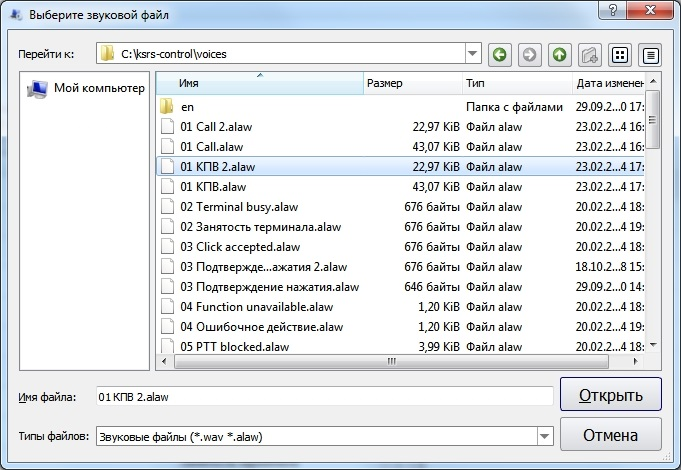 Выберите звуковой файл
Перейти к: C:\ksrs-control\voices
Мой компьютер
Имя Размер Тип Дата изменен
en Папка с файлами 29.09.2...0 17:
01 Call 2.alaw 22,97 KiB Файл alaw 23.02.2...4 16:
01 Call.alaw 43,07 KiB Файл alaw 23.02.2...4 16:
01 КПВ 2.alaw 22,97 KiB Файл alaw 23.02.2...4 17:
01 КПВ.alaw 43,07 KiB Файл alaw 23.02.2...4 17:
02 Terminal busy.alaw 676 байты Файл alaw 20.02.2...4 18:
02 Занятость терминала.alaw 676 байты Файл alaw 20.02.2...4 19:
03 Click accepted.alaw 676 байты Файл alaw 20.02.2...4 18:
03 Подтвержде...ажатия 2.alaw 676 байты Файл alaw 18.10.2...8 15:
03 Подтверждение нажатия.alaw 646 байты Файл alaw 29.09.2...0 14:
04 Function unavailable.alaw 1,20 KiB Файл alaw 20.02.2...4 18:
04 Ошибочное действие.alaw 1,20 KiB Файл alaw 20.02.2...4 19:
05 PTT blocked.alaw 3,99 KiB Файл alaw 20.02.2...4 18:
Имя файла: 01 КПВ 2.alaw
Открыть
Типы файлов: Звуковые файлы (*.wav *.alaw)
Отмена